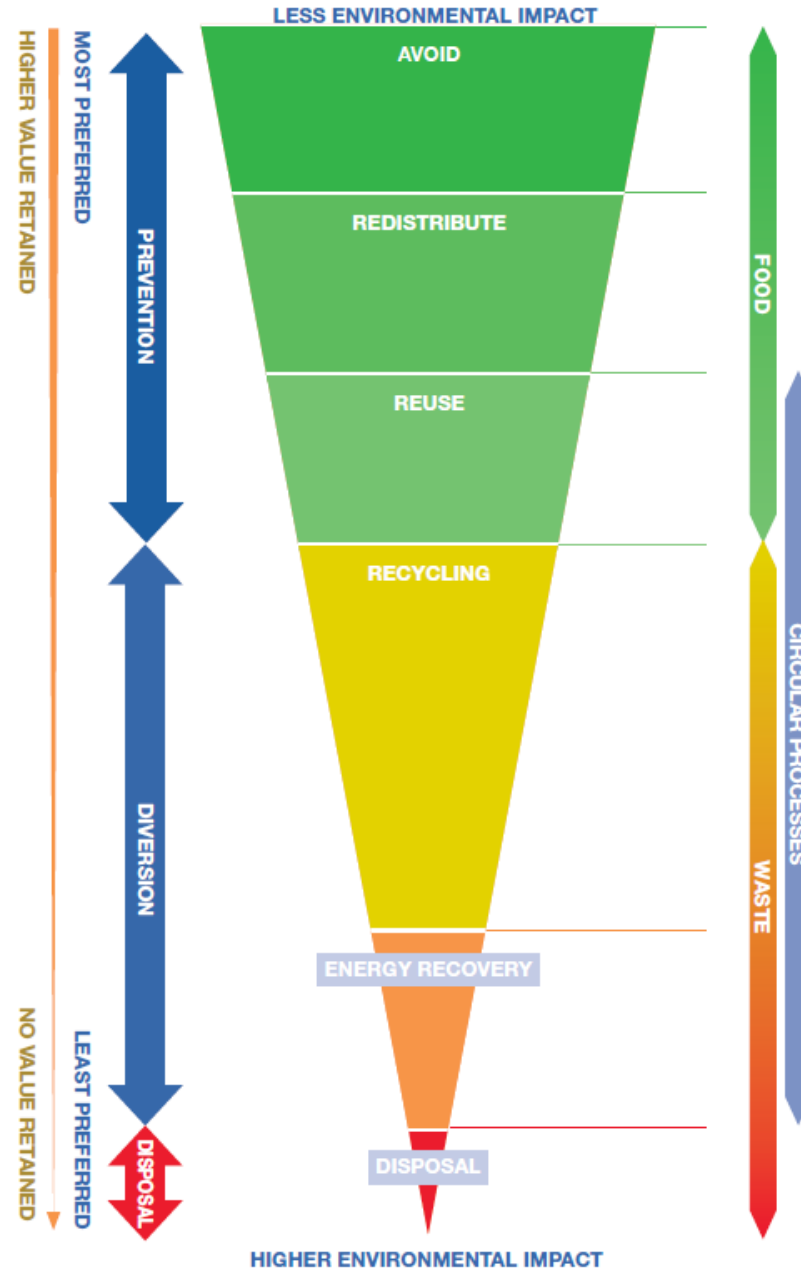 LESS ENVIRONMENTAL IMPACT
HIGHER VALUE RETAINED
MOST PREFERRED
PREVENTION
AVOID
REDISTRIBUTE
REUSE
FOOD
RECYCLING
DIVERSION
CIRCULAR PROCESSES
WASTE
ENERGY RECOVERY
NO VALUE RETAINED
LEAST PREFERRED
DISPOSAL
DISPOSAL
HIGHER ENVIRONMENTAL IMPACT